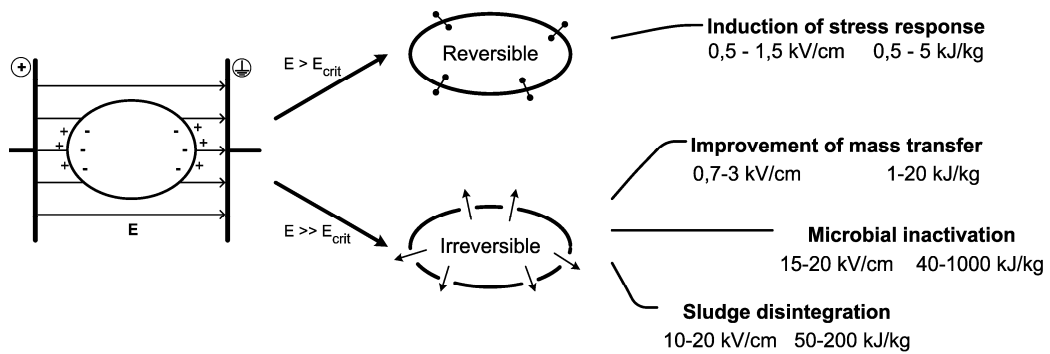 +
E
+ - - +
+ - - +
+ - - +
E > Ecrit
Reversible
Induction of stress response
0,5 - 1,5 kV/cm 0,5 - 5 kJ/kg
E >> Ecrit
Irreversible
Improvement of mass transfer
0,7-3 kV/cm 1-20 kJ/kg
Microbial inactivation
15-20 kV/cm 40-1000 kJ/kg
Sludge disintegration
10-20 kV/cm 50-200 kJ/kg